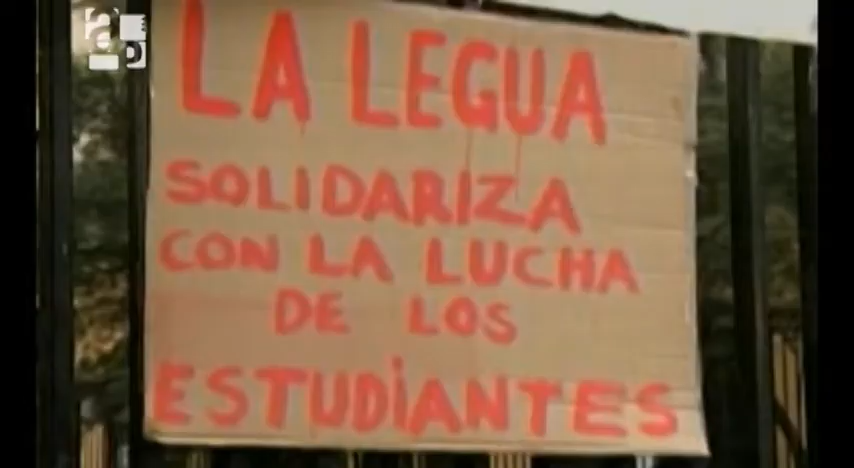 LA LEGUA
SOLIDARIZA
CON LA LUCHA
DE LOS
ESTUDiANTES